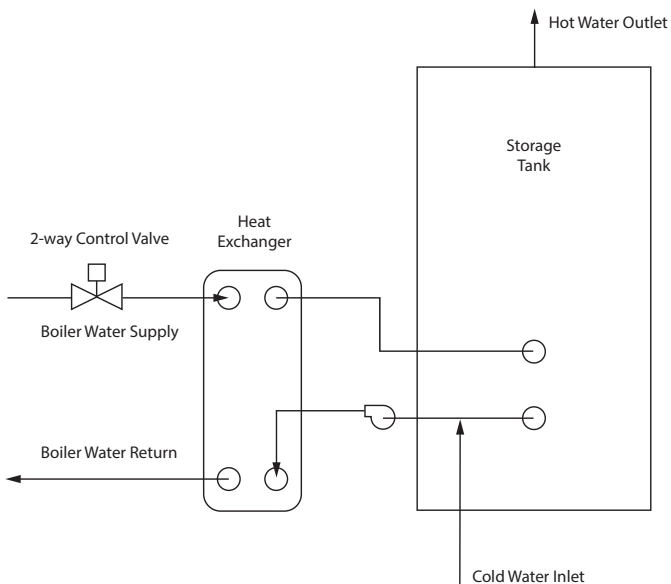 Hot Water Outlet
Storage
Tank
Heat
Exchanger
2-way Control Valve
Boiler Water Supply
Boiler Water Return
Cold Water Inlet